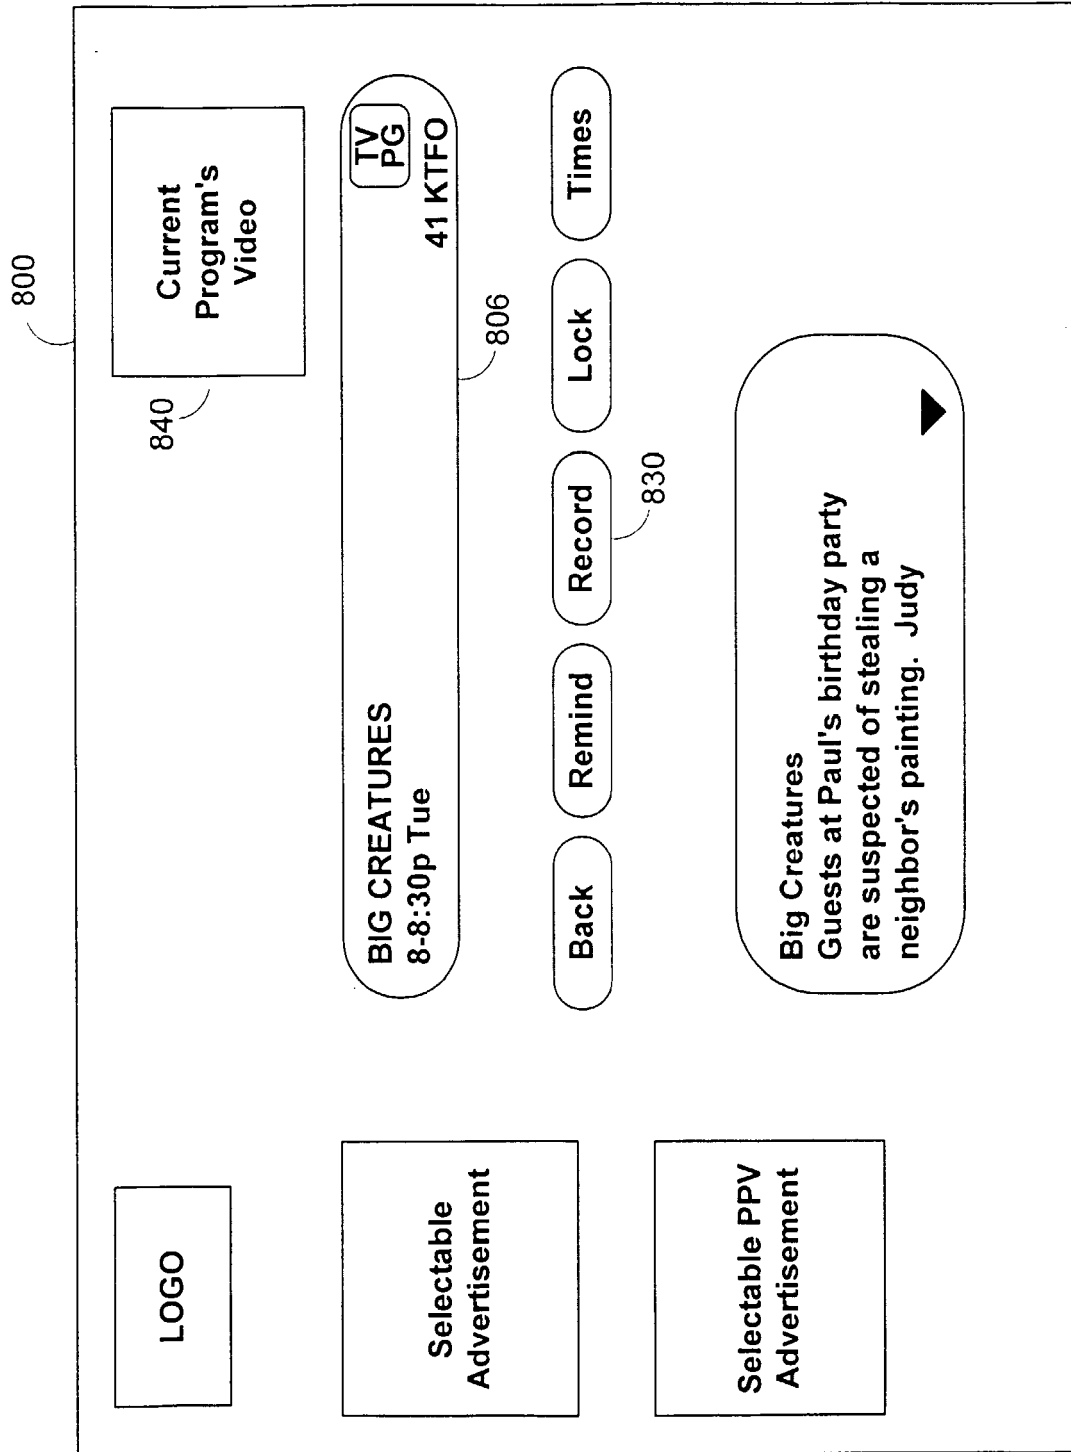 800
LOGO
Current
Program's
Video
840
Selectable
Advertisement
BIG CREATURES
8-8:30p Tue
TV
PG
41 KTFO
806
Back
Remind
Record
Lock
Times
830
Selectable PPV
Advertisement
Big Creatures
Guests at Paul's birthday party
are suspected of stealing a
neighbor's painting.  Judy